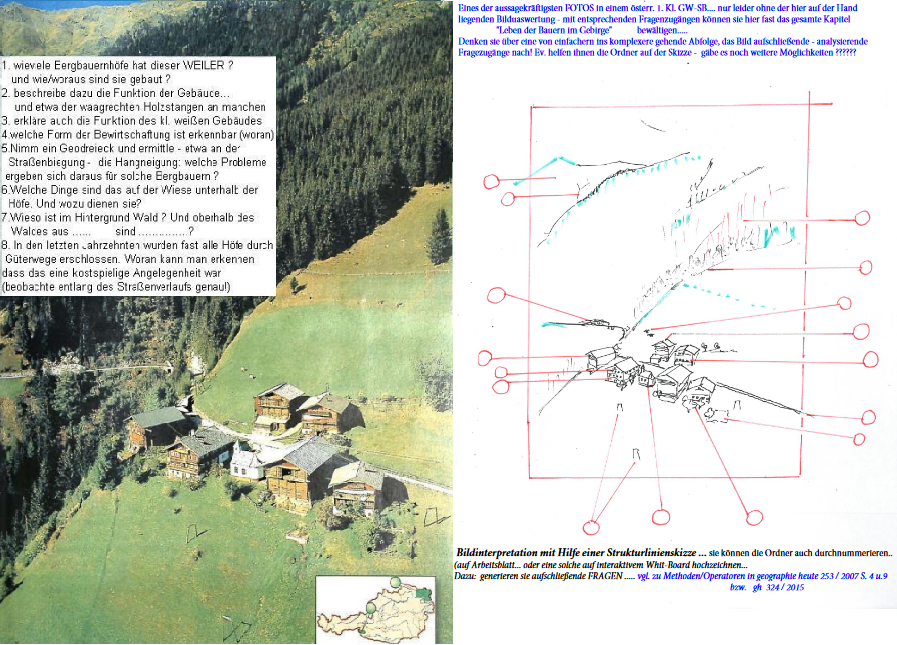 Eines der aussagekräftigsten FOTOS in einem österr. 1. Kl. GW-SB.... nur leider ohne der hier auf der Hand
liegenden Bilduaswertung - mit entsprechenden Fragenzugängen können sie hier fast das gesamte Kapitel
"Leben der Bauern im Gebirge" bewältigen.....
Denken sie über eine von einfachern ins komplexere gehende Abfolge, das Bild aufschließende - analysierende
Fragezugänge nach! Ev. helfen ihnen die Ordner auf der Skizze - gäbe es noch weitere Möglichkeiten ??????
1. wievele Bergbauernhöfe hat dieser WEILER ?
und wie/woraus sind sie gebaut ?
2. beschreibe dazu die Funktion der Gebäude...
und etwa der waagrechten Holzstangen an manchen
3. erkläre auch die Funktion des kl. weißen Gebäudes
4.welche Form der Bewirtschaftung ist erkennbar (woran)
5.Nimm ein Geodreieck und ermittle - etwa an der
Straßenbiegung - die Hangneigung: welche Probleme
ergeben sich daraus für solche Bergbauern ?
6.Welche Dinge sind das auf der Wiese unterhalb der
Höfe. Und wozu dienen sie?
7.Wieso ist im Hintergrund Wald ? Und oberhalb des
Walces aus ...... sind .............. ?
8. In den letzten Jahrzehnten wurden fast alle Höfe durch
Güterwege erschlossen. Woran kann man erkennen
dass das eine kostspielige Angelegenheit war
(beobachte entlang des Straßenverlaufs genau!)
Bildinterpretation mit Hilfe einer Strukturlinienskizze ... sie können die Ordner auch durchnummerieren..
(auf Arbeitsblatt... oder eine solche auf interaktivem Whit-Board hochzeichnen...
Dazu: generieren sie aufschließende FRAGEN ..... vgl. zu Methoden/Operatoren in geographie heute 253 / 2007 S. 4 u.9
bzw. gh 324 / 2015